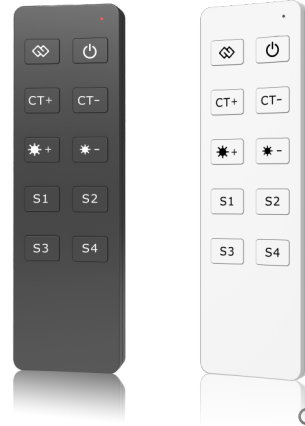 CT+ CT-
+ -
S1 S2
S3 S4
CT+ CT-
+ -
S1 S2
S3 S4